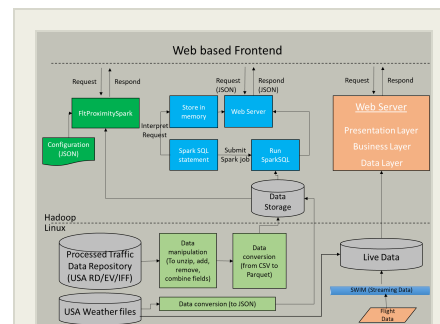 Web based Frontend
Request
Respond
Request
(JSON)
Respond
(JSON)
Request
Respond
FltProximitySpark
Store in
memory
Web Server
Web Server
Presentation Layer
Business Layer
Data Layer
Interpret
Request
Configuration
(JSON)
Spark SQL
statement
Submit
Spark job
Run
SparkSQL
Data
Storage
Hadoop
Linux
Processed Traffic
Data Repository
(USA RD/EV/IFF)
Data
manipulation
(To unzip, add,
remove,
combine fields)
Data
conversion
(from CSV to
Parquet)
Live Data
SWIM (Streaming Data)
USA Weather files
Data conversion (to JSON)
Flight
Data